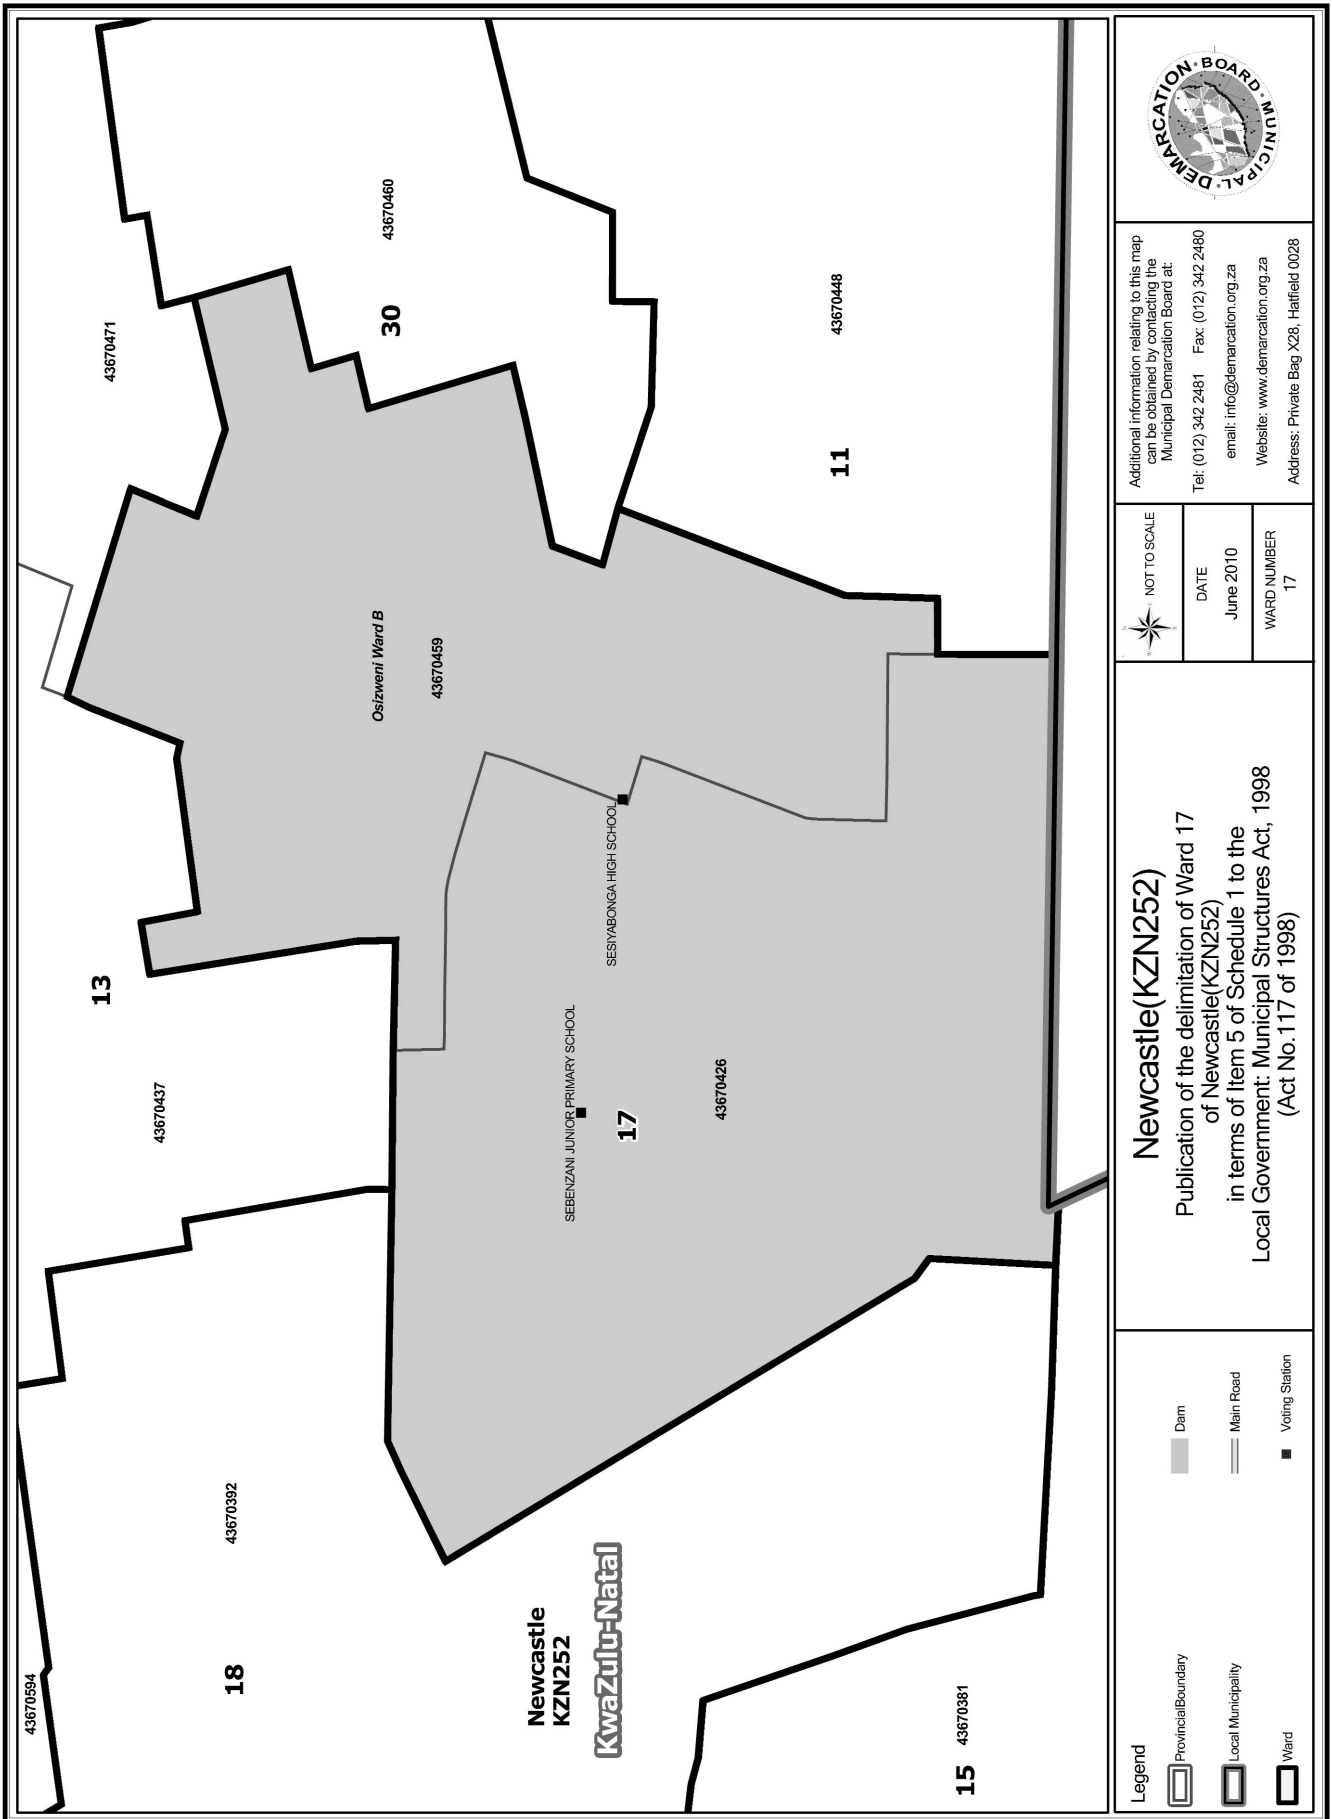 43670594
18
43670392
43670437
13
43670471
43670460
30
Osizweni Ward B
43670459
SEBENZANI JUNIOR PRIMARY SCHOOL
SESIYABONGA HIGH SCHOOL
17
43670426
Newcastle
KZN252
KwaZulu-Natal
43670448
11
15
43670381
Legend
ProvincialBoundary
Local Municipality
Ward
Dam
Main Road
Voting Station
Newcastle(KZN252)
Publication of the delimitation of Ward 17
of Newcastle(KZN252)
in terms of Item 5 of Schedule 1 to the
Local Government: Municipal Structures Act, 1998
(Act No.117 of 1998)
NOT TO SCALE
DATE
June 2010
WARD NUMBER
17
Additional information relating to this map
can be obtained by contacting the
Municipal Demarcation Board at:
Tel: (012) 342 2481 Fax: (012) 342 2480
email: info@demarcation.org.za
Website: www.demarcation.org.za
Address: Private Bag X28, Hatfield 0028
MUNICIPAL • DEMARCATION • BOARD •